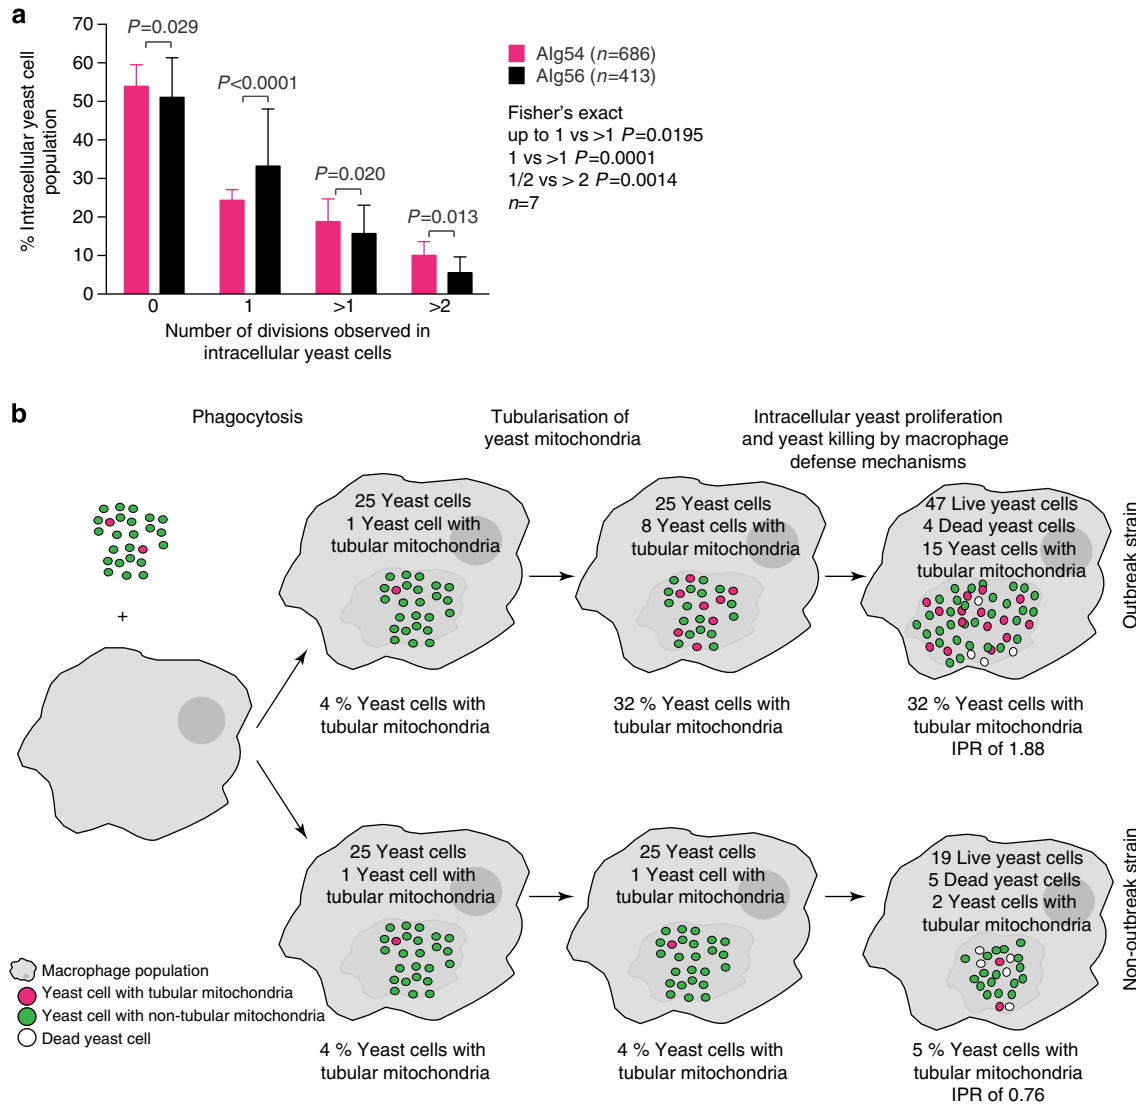 a
70
60
50
40
30
20
10
0
% Intracellular yeast cell
population
P=0.029
P<0.0001
P=0.020
P=0.013
0 1 >1 >2
Number of divisions observed in
intracellular yeast cells
Alg54 (n=686)
Alg56 (n=413)
Fisher's exact
up to 1 vs >1 P=0.0195
1 vs >1 P=0.0001
1/2 vs > 2 P=0.0014
n=7
b
Phagocytosis
Tubularisation of
yeast mitochondria
Intracellular yeast proliferation
and yeast killing by macrophage
defense mechanisms
+
25 Yeast cells
1 Yeast cell with
tubular mitochondria
4 % Yeast cells with
tubular mitochondria
25 Yeast cells
8 Yeast cells with
tubular mitochondria
32 % Yeast cells with
tubular mitochondria
47 Live yeast cells
4 Dead yeast cells
15 Yeast cells with
tubular mitochondria
32 % Yeast cells with
tubular mitochondria
IPR of 1.88
Outbreak strain
25 Yeast cells
1 Yeast cell with
tubular mitochondria
4 % Yeast cells with
tubular mitochondria
25 Yeast cells
1 Yeast cell with
tubular mitochondria
4 % Yeast cells with
tubular mitochondria
19 Live yeast cells
5 Dead yeast cells
2 Yeast cells with
tubular mitochondria
5 % Yeast cells with
tubular mitochondria
IPR of 0.76
Non-outbreak strain
Macrophage population
Yeast cell with tubular mitochondria
Yeast cell with non-tubular mitochondria
Dead yeast cell